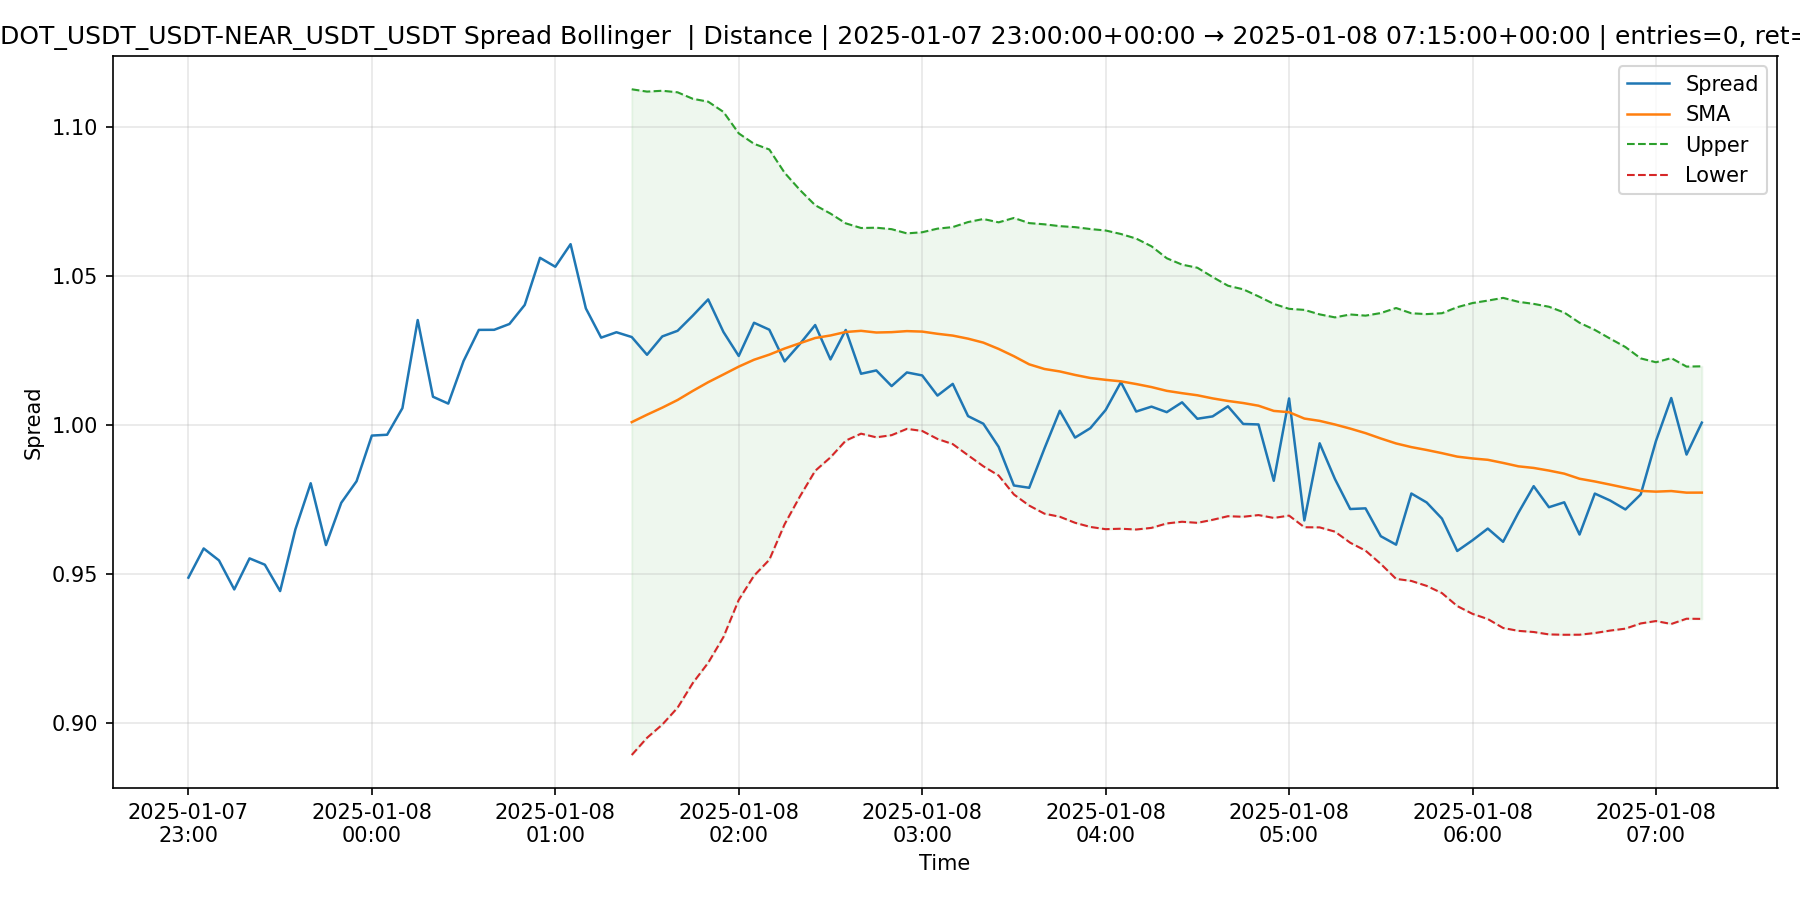 DOT_USDT_USDT-NEAR_USDT_USDT Spread Bollinger | Distance | 2025-01-07 23:00:00+00:00 → 2025-01-08 07:15:00+00:00 | entries=0, ret=
Spread
SMA
Upper
Lower
1.10
1.05
1.00
0.95
0.90
Spread
2025-01-07 23:00
2025-01-08 00:00
2025-01-08 01:00
2025-01-08 02:00
2025-01-08 03:00
2025-01-08 04:00
2025-01-08 05:00
2025-01-08 06:00
2025-01-08 07:00
Time